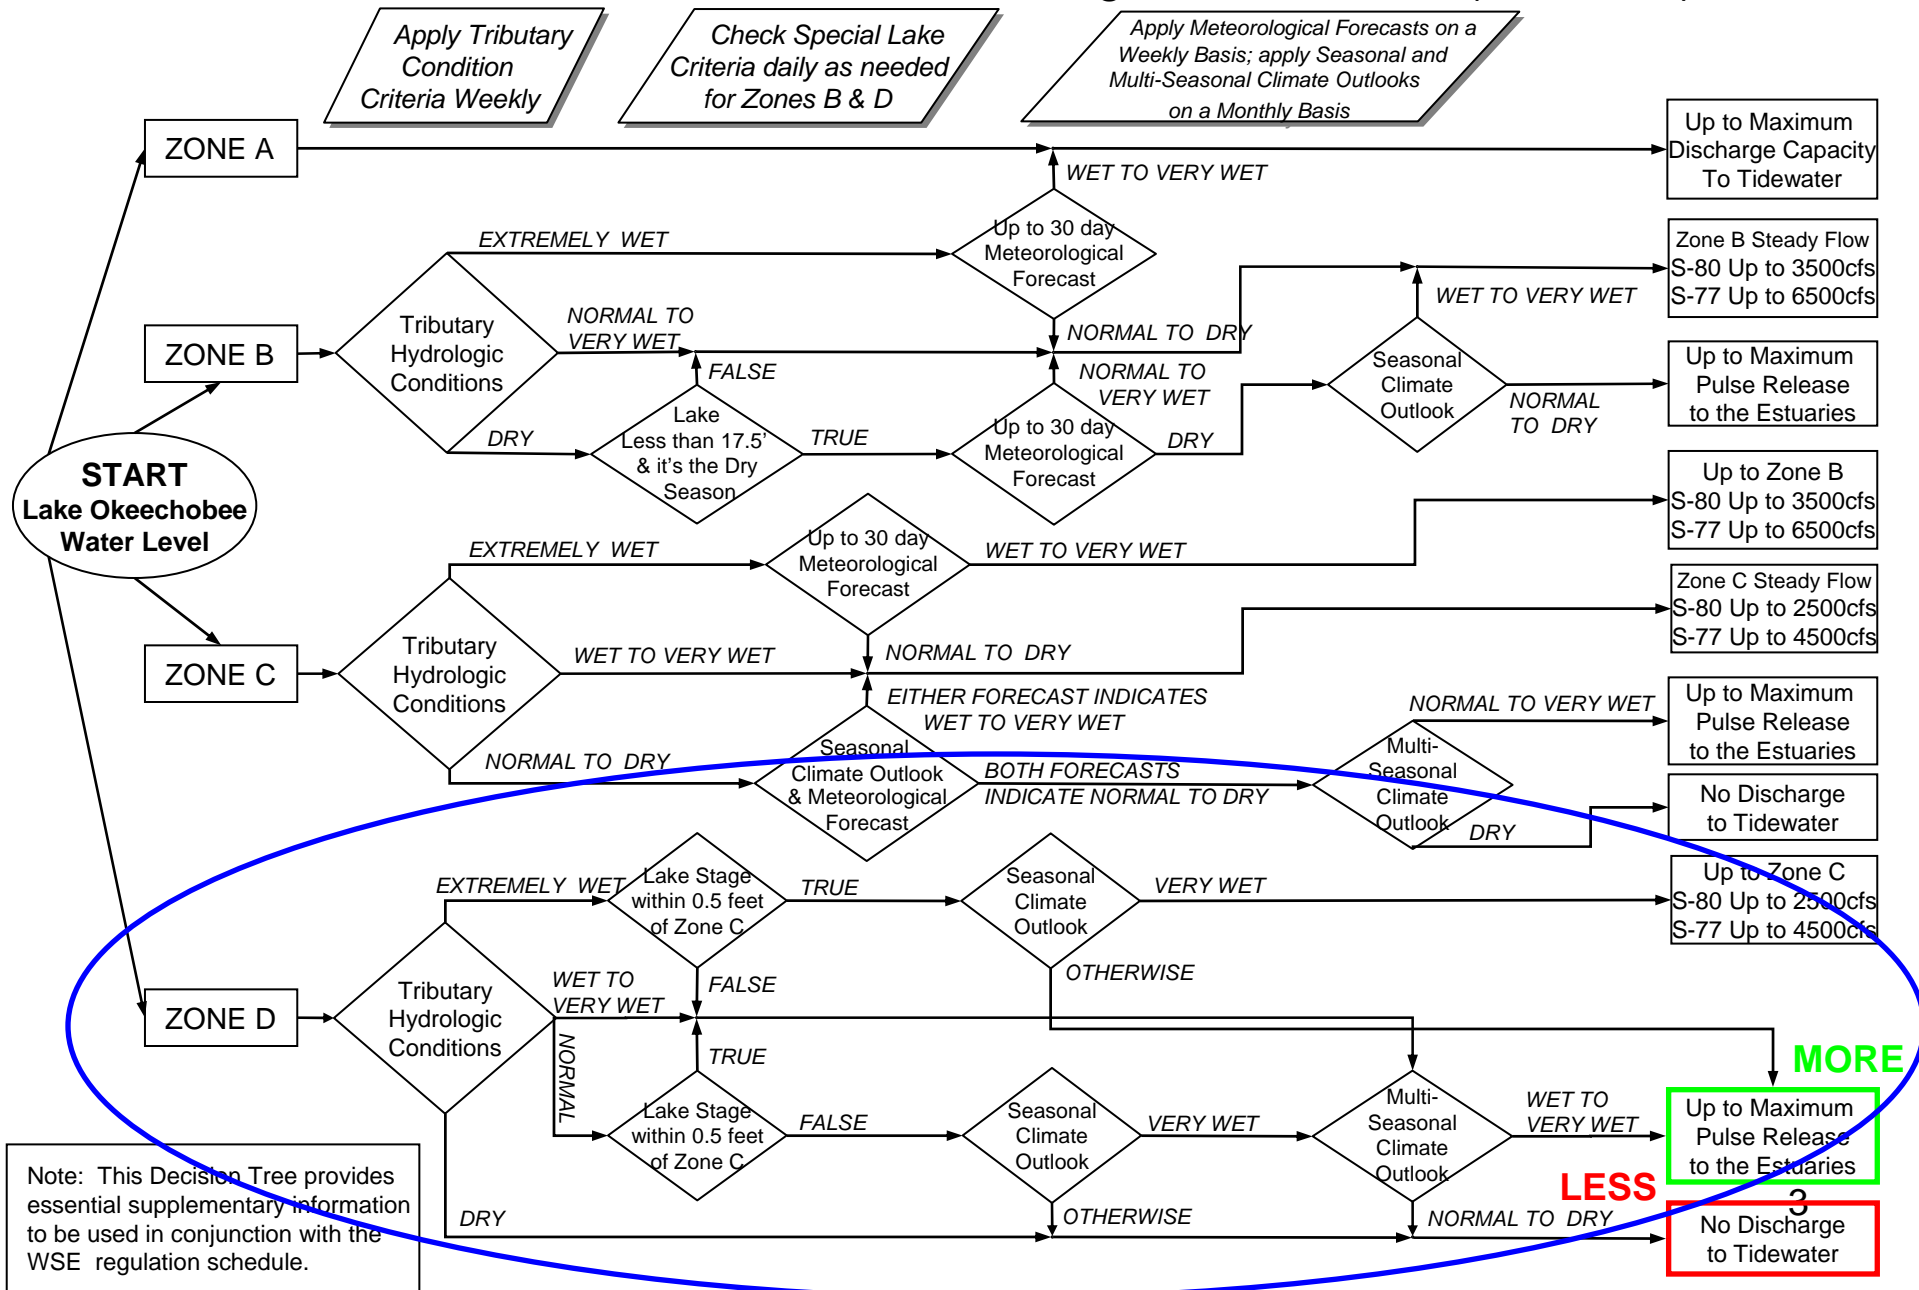 Apply Tributary
Condition
Criteria Weekly
Check Special Lake
Criteria daily as needed
for Zones B & D
Apply Meteorological Forecasts on a
Weekly Basis; apply Seasonal and
Multi-Seasonal Climate Outlooks
on a Monthly Basis
ZONE A
WET TO VERY WET
Up to Maximum
Discharge Capacity
To Tidewater
EXTREMELY WET
Up to 30 day
Meteorological
Forecast
Zone B Steady Flow
S-80 Up to 3500cfs
S-77 Up to 6500cfs
ZONE B
Tributary
Hydrologic
Conditions
NORMAL TO
VERY WET
NORMAL TO DRY
WET TO VERY WET
FALSE
NORMAL TO
VERY WET
Seasonal
Climate
Outlook
NORMAL
TO DRY
Up to Maximum
Pulse Release
to the Estuaries
DRY
Lake
Less than 17.5'
& it's the Dry
Season
TRUE
Up to 30 day
Meteorological
Forecast
DRY
START
Lake Okeechobee
Water Level
Up to Zone B
S-80 Up to 3500cfs
S-77 Up to 6500cfs
EXTREMELY WET
Up to 30 day
Meteorological
Forecast
WET TO VERY WET
Zone C Steady Flow
S-80 Up to 2500cfs
S-77 Up to 4500cfs
ZONE C
Tributary
Hydrologic
Conditions
WET TO VERY WET
NORMAL TO DRY
EITHER FORECAST INDICATES
WET TO VERY WET
NORMAL TO VERY WET
Up to Maximum
Pulse Release
to the Estuaries
NORMAL TO DRY
Seasonal
Climate Outlook
& Meteorological
Forecast
BOTH FORECASTS
INDICATE NORMAL TO DRY
Multi-
Seasonal
Climate
Outlook
DRY
No Discharge
to Tidewater
EXTREMELY WET
Lake Stage
within 0.5 feet
of Zone C
TRUE
Seasonal
Climate
Outlook
VERY WET
Up to Zone C
S-80 Up to 2500cfs
S-77 Up to 4500cfs
OTHERWISE
ZONE D
Tributary
Hydrologic
Conditions
WET TO
VERY WET
FALSE
NORMAL
TRUE
MORE
Lake Stage
within 0.5 feet
of Zone C
FALSE
Seasonal
Climate
Outlook
VERY WET
Multi-
Seasonal
Climate
Outlook
WET TO
VERY WET
Up to Maximum
Pulse Release
to the Estuaries
LESS
3
DRY
OTHERWISE
NORMAL TO DRY
No Discharge
to Tidewater
Note: This Decision Tree provides
essential supplementary information
to be used in conjunction with the
WSE regulation schedule.